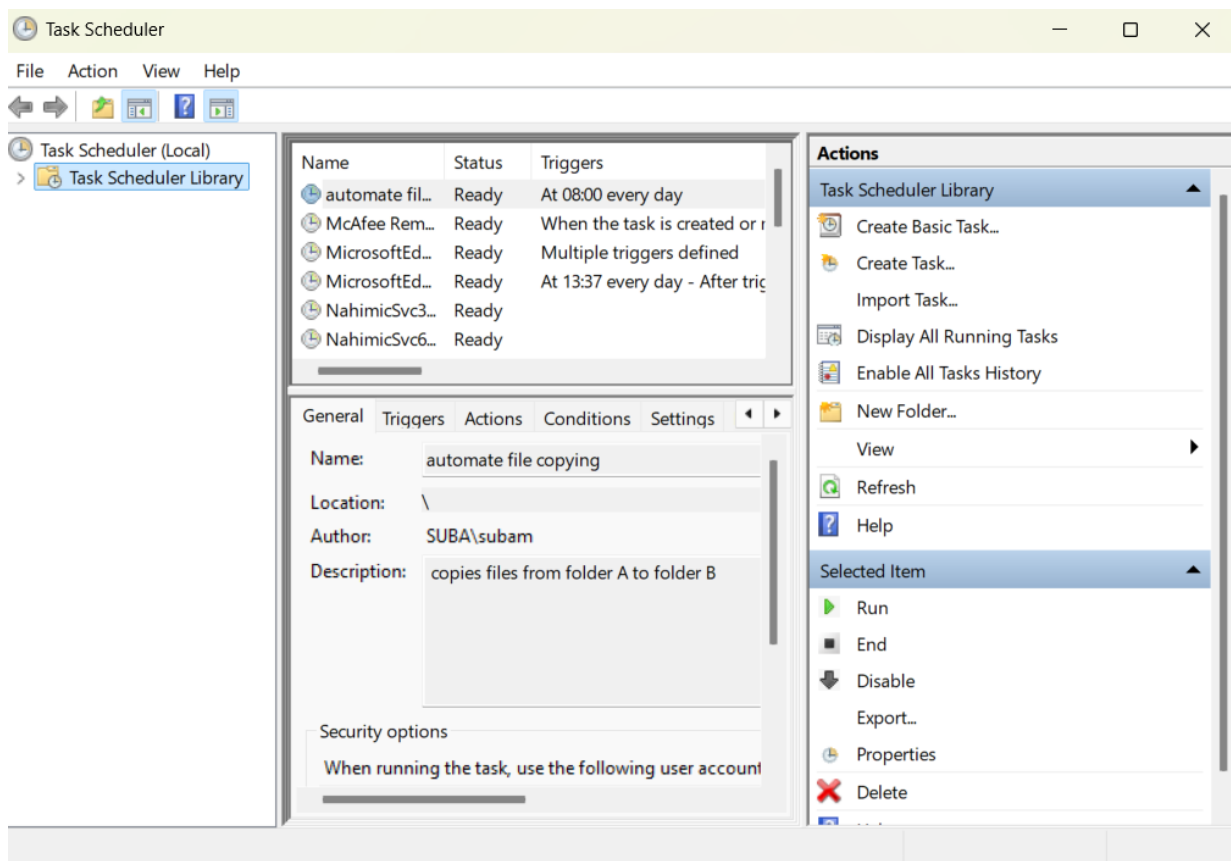 Task Scheduler
File Action View Help
Task Scheduler (Local)
Task Scheduler Library
Name Status Triggers
automate fil... Ready At 08:00 every day
McAfee Rem... Ready When the task is created or
MicrosoftEd... Ready Multiple triggers defined
MicrosoftEd... Ready At 13:37 every day - After trig
NahimicSvc3... Ready
NahimicSvc6... Ready
General Triggers Actions Conditions Settings
Name: automate file copying
Location: \
Author: SUBA\subam
Description: copies files from folder A to folder B
Security options
When running the task, use the following user account
Actions
Task Scheduler Library
Create Basic Task...
Create Task...
Import Task...
Display All Running Tasks
Enable All Tasks History
New Folder...
View
Refresh
Help
Selected Item
Run
End
Disable
Export...
Properties
Delete